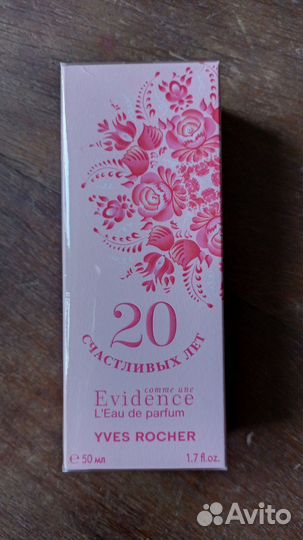 20
СЧАСТЛИВЫХ ЛЕТ
comme une
Evidence
L'Eau de parfum
YVES ROCHER
℮ 50 мл 1.7 fl.oz.
Avito